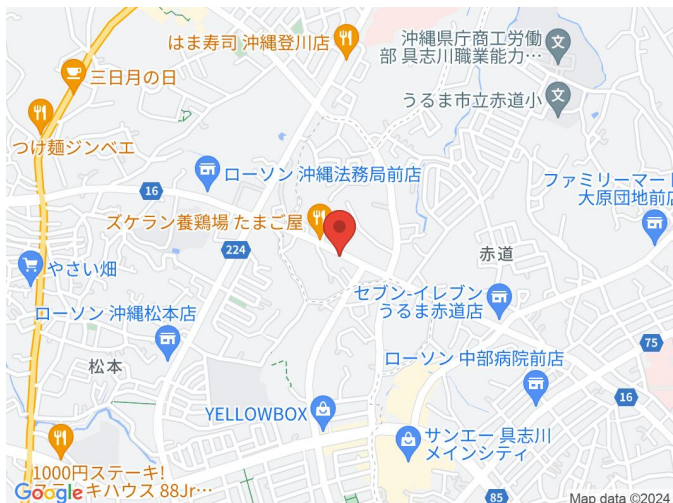 はま寿司 沖縄登川店
沖縄県庁商工労働
部 具志川職業能力…
三日月の日
うるま市立赤道小
つけ麺ジンベエ
ローソン 沖縄法務局前店
16
ファミリーマート
大原団地前店
ズケラン養鶏場 たまご屋
224
赤道
やさい畑
セブン-イレブン
うるま赤道店
ローソン 沖縄松本店
75
ローソン 中部病院前店
松本
16
YELLOWBOX
サンエー 具志川
メインシティ
1000円ステーキ!
ステーキハウス 88Jr…
85
Google
Map data ©2024